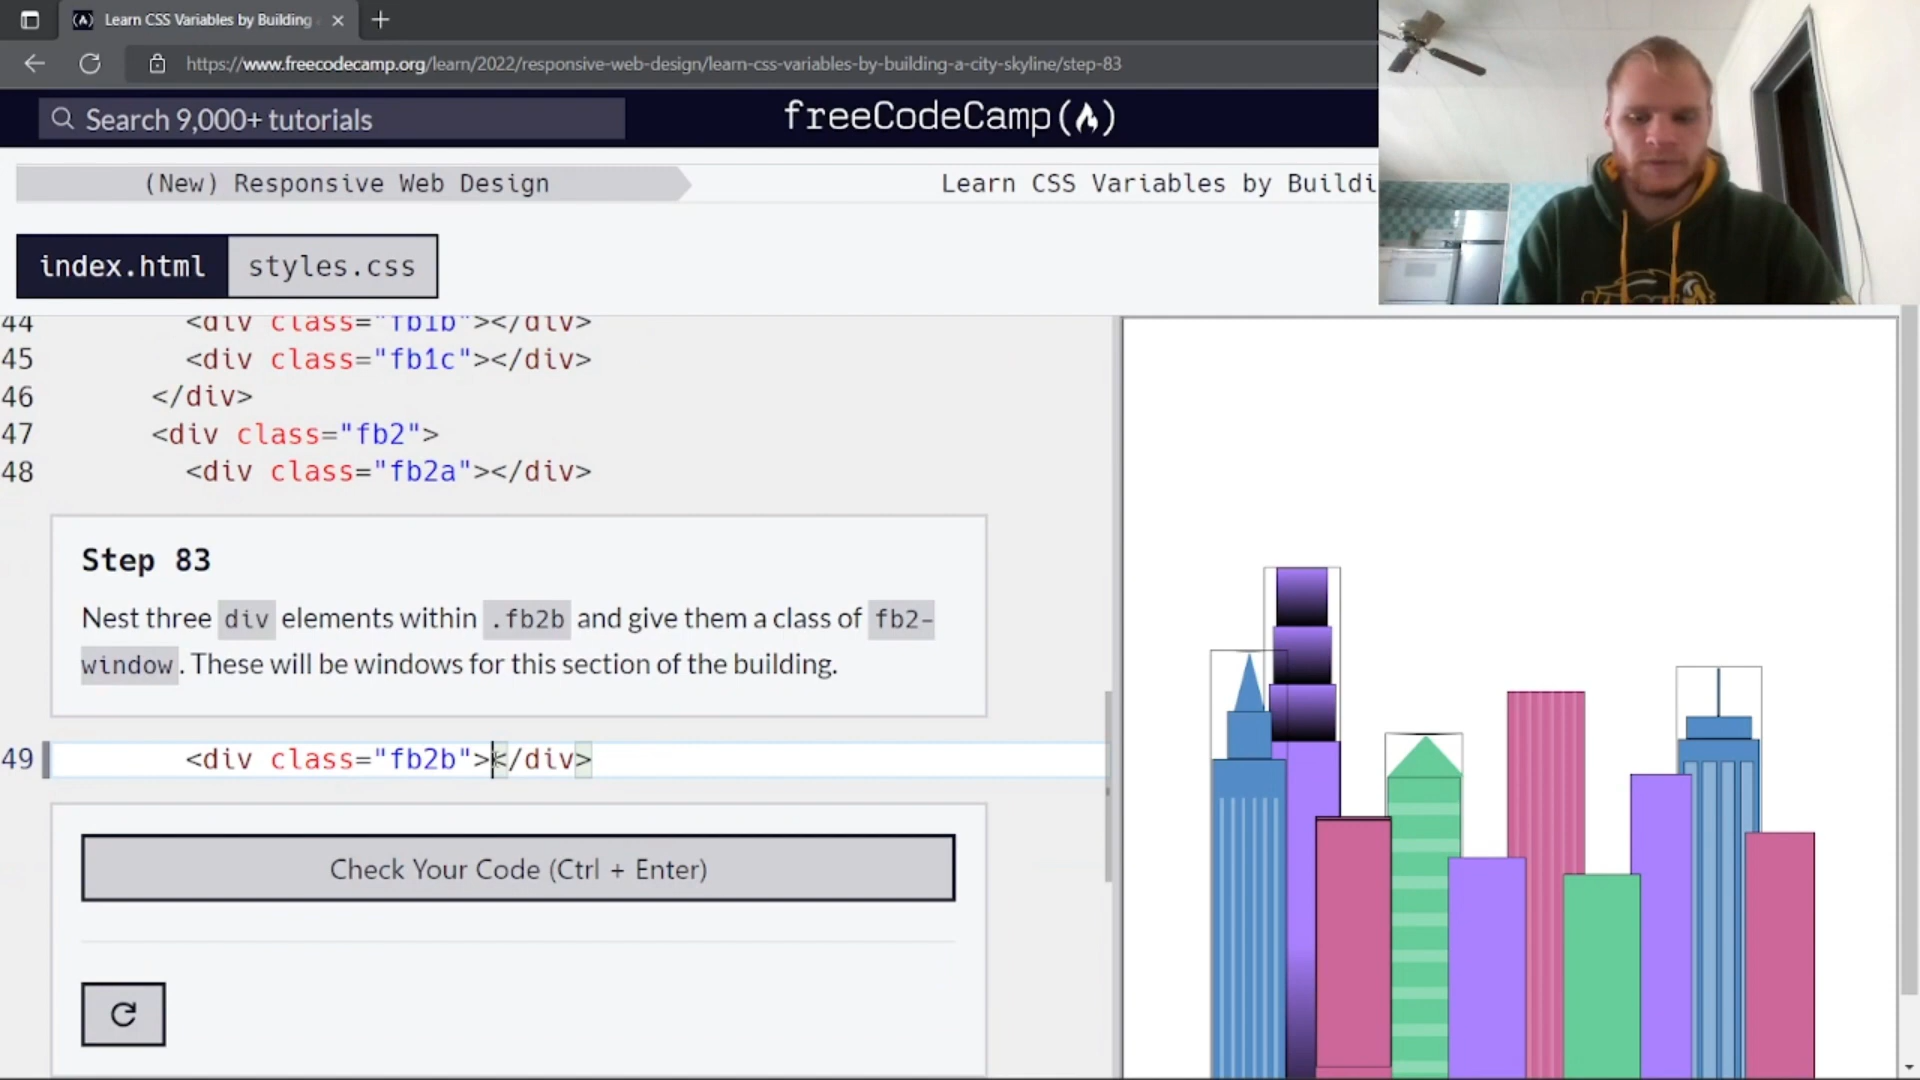 Learn CSS Variables by Building
https://www.freecodecamp.org/learn/2022/responsive-web-design/learn-css-variables-by-building-a-city-skyline/step-83
Search 9,000+ tutorials
freeCodeCamp
(New) Responsive Web Design
Learn CSS Variables by Buildi
index.html
styles.css
44 <div class="fb1b"></div>
45 <div class="fb1c"></div>
46 </div>
47 <div class="fb2">
48 <div class="fb2a"></div>
Step 83
Nest three div elements within .fb2b and give them a class of fb2-
window. These will be windows for this section of the building.
49 <div class="fb2b"></div>
Check Your Code (Ctrl + Enter)